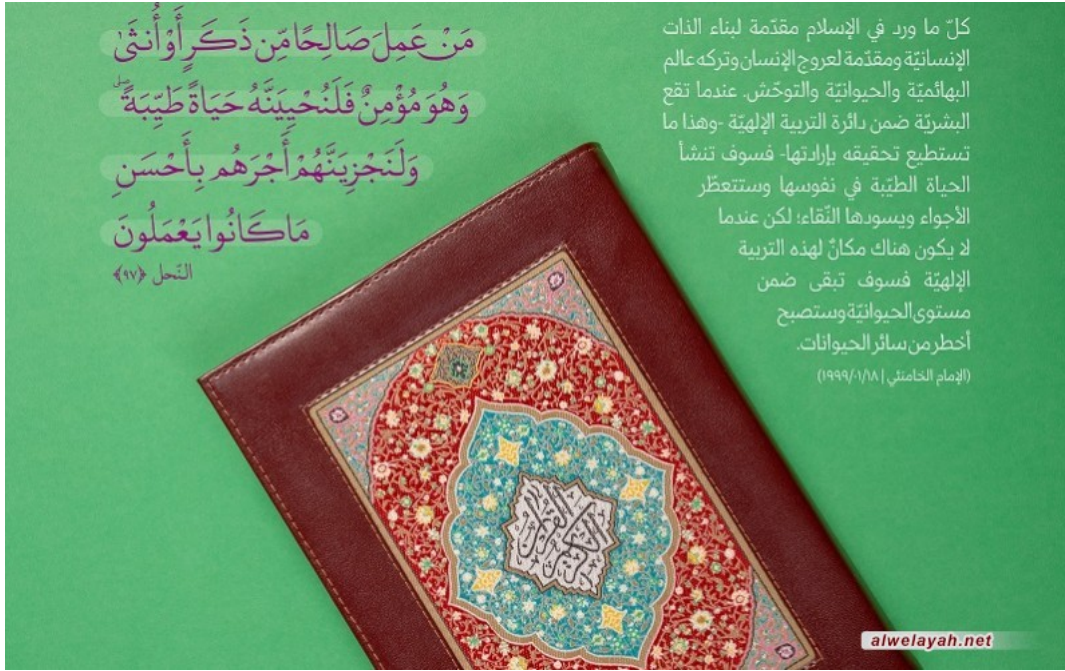 كلّ ما ورد في الإسلام مقدّمة لبناء الذات
الإنسانيّة ومقدّمة لعروج الإنسان وتركه عالم
البهائميّة والحيوانيّة والتوحّش. عندما تقع
البشريّة ضمن دائرة التربية الإلهيّة -وهذا ما
تستطيع تحقيقه بإرادتها- فسوف تنشأ
الحياة الطيّبة في نفوسها وستتعطّر
الأجواء ويسودها النّقاء؛ لكن عندما
لا يكون هناك مكانٌ لهذه التربية
الإلهيّة فسوف تبقى ضمن
مستوى الحيوانيّة وستصبح
أخطر من سائر الحيوانات.
(الإمام الخامنئي | ١٩٩٩/٠١/١٨)
مَنْ عَمِلَ صَالِحًا مِّن ذَكَرٍ أَوْ أُنثَىٰ
وَهُوَ مُؤْمِنٌ فَلَنُحْيِيَنَّهُ حَيَاةً طَيِّبَةً ۖ
وَلَنَجْزِيَنَّهُمْ أَجْرَهُم بِأَحْسَنِ
مَا كَانُوا يَعْمَلُونَ
النّحل ﴿٩٧﴾
القرآن الكريم
alwelayah.net